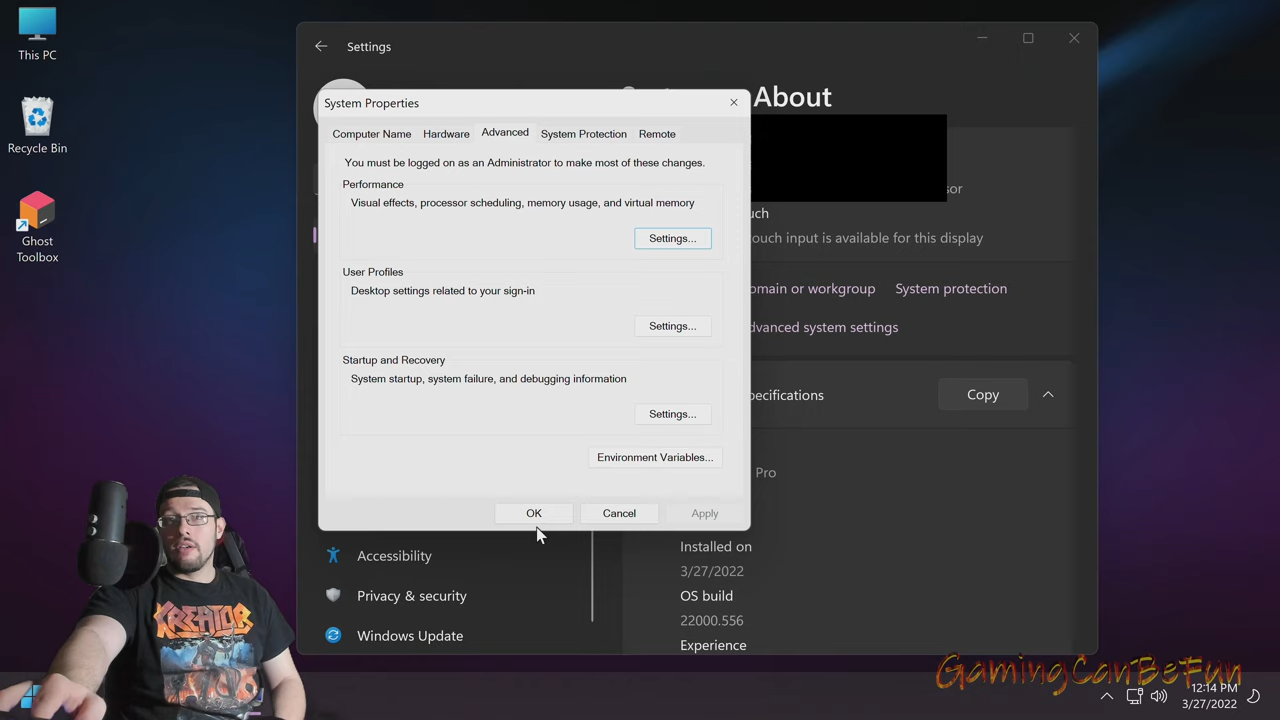 This PC
Recycle Bin
Ghost
Toolbox
Settings
About
System Properties
Computer Name Hardware Advanced System Protection Remote
You must be logged on as an Administrator to make most of these changes.
Performance
Visual effects, processor scheduling, memory usage, and virtual memory
Settings...
User Profiles
Desktop settings related to your sign-in
Settings...
Startup and Recovery
System startup, system failure, and debugging information
Settings...
Environment Variables...
OK Cancel Apply
sor
uch
ouch input is available for this display
omain or workgroup System protection
dvanced system settings
pecifications Copy
Pro
Installed on
3/27/2022
OS build
22000.556
Experience
Accessibility
Privacy & security
Windows Update
KREATOR
GamingCanBeFun
12:14 PM
3/27/2022